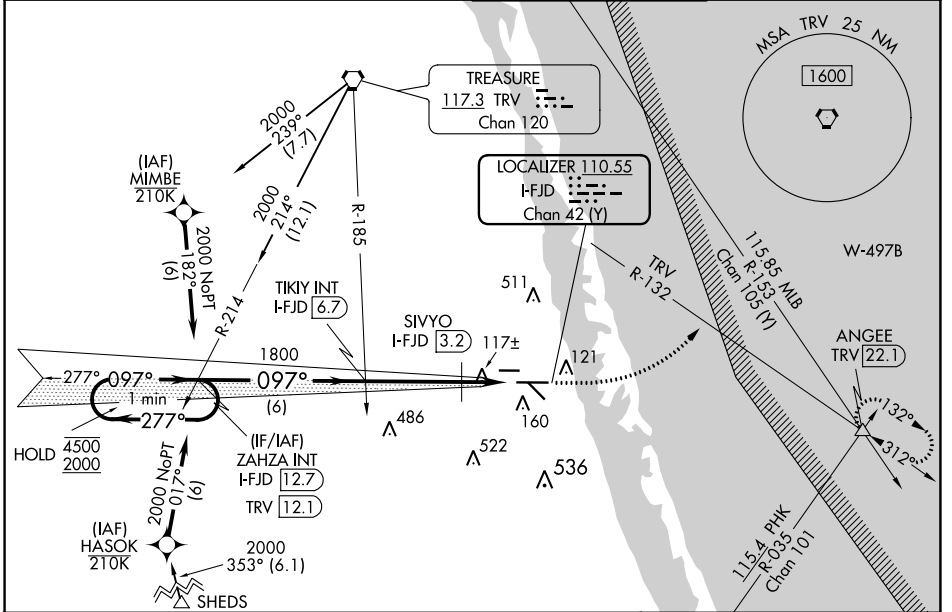 MSA TRV 25 NM
1600
TREASURE
117.3 TRV
Chan 120
2000
239°
(7.7)
(IAF)
MIMBE
210K
2000
214°
(12.1)
LOCALIZER 110.55
I-FJD
Chan 42 (Y)
R-185
2000 NoPT
182°
(6)
R-214
TIKIY INT
I-FJD 6.7
511
TRV
R-132
115.85 MLB
R-153
Chan 105 (Y)
W-497B
SIVYO
I-FJD 3.2
117±
121
ANGEE
TRV 22.1
1800
277°
097°
097°
(6)
1 min
277°
160
486
522
536
132°
312°
HOLD 4500
2000
(IF/IAF)
ZAHZA INT
I-FJD 12.7
TRV 12.1
2000 NoPT
017°
(6)
(IAF)
HASOK
210K
2000
353° (6.1)
SHEDS
115.4 PHK
R-035
Chan 101